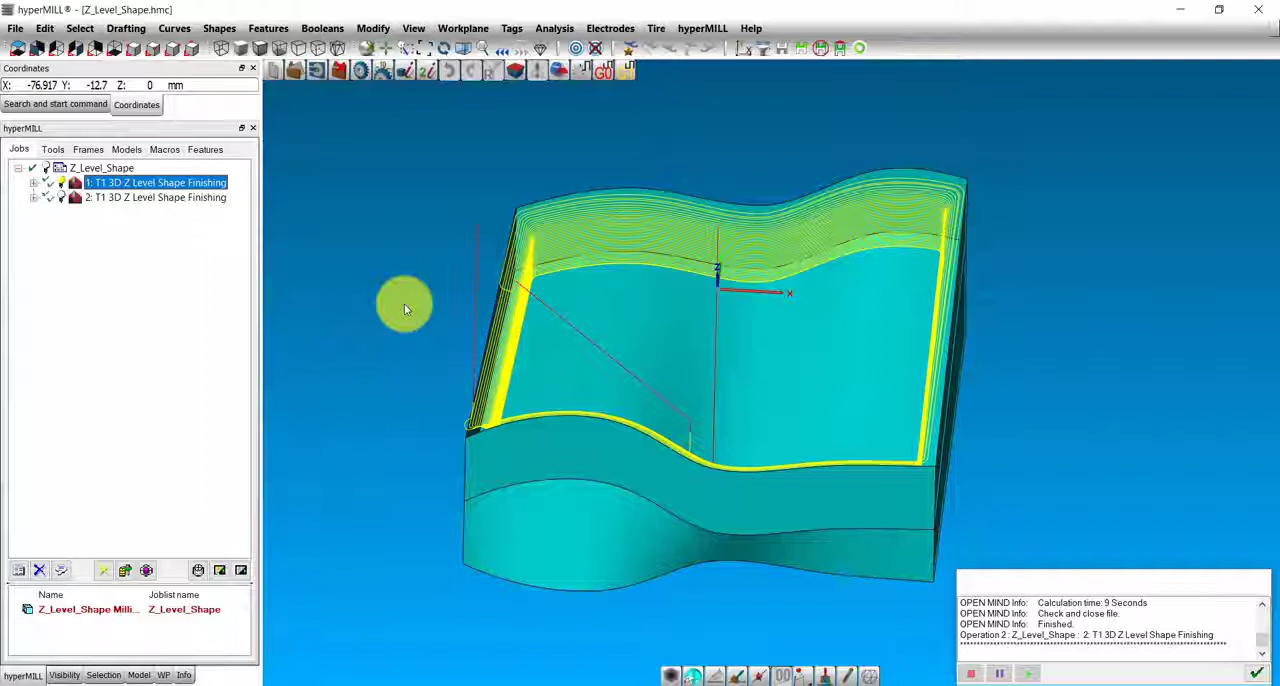 hyperMILL® - [Z_Level_Shape.hmc]
File Edit Select Drafting Curves Shapes Features Booleans Modify View Workplane Tags Analysis Electrodes Tire hyperMILL Help
Coordinates
X: -76.917 Y: -12.7 Z: 0 mm
Search and start command Coordinates
hyperMILL
Jobs Tools Frames Models Macros Features
Z_Level_Shape
1: T1 3D Z Level Shape Finishing
2: T1 3D Z Level Shape Finishing
Z
X
Name Joblist name
Z_Level_Shape Milli... Z_Level_Shape
OPEN MIND Info: Calculation time: 9 Seconds
OPEN MIND Info: Check and close file.
OPEN MIND Info: Finished.
Operation 2 : Z_Level_Shape : 2: T1 3D Z Level Shape Finishing
hyperMILL Visibility Selection Model WP Info